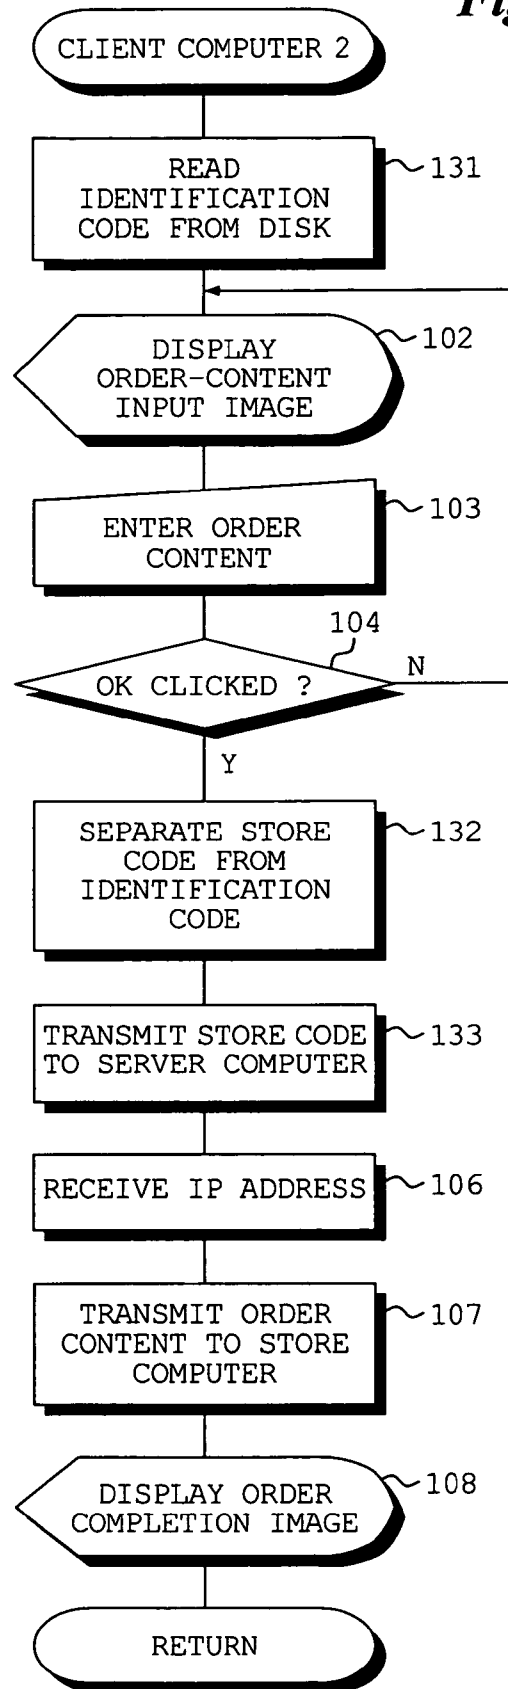 Fig
CLIENT COMPUTER 2
READ
IDENTIFICATION
CODE FROM DISK
131
DISPLAY
ORDER-CONTENT
INPUT IMAGE
102
ENTER ORDER
CONTENT
103
104
OK CLICKED ?
N
Y
SEPARATE STORE
CODE FROM
IDENTIFICATION
CODE
132
TRANSMIT STORE CODE
TO SERVER COMPUTER
133
RECEIVE IP ADDRESS
106
TRANSMIT ORDER
CONTENT TO STORE
COMPUTER
107
DISPLAY ORDER
COMPLETION IMAGE
108
RETURN